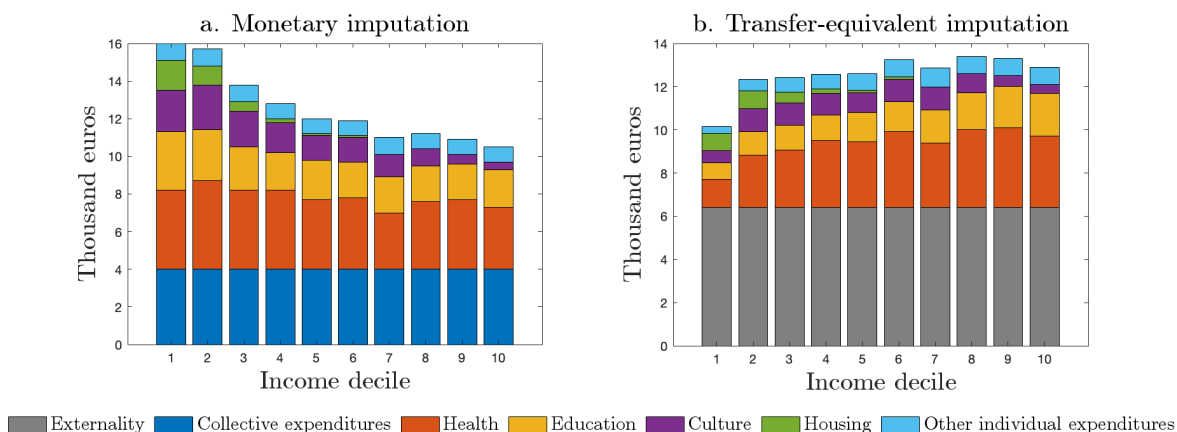 a. Monetary imputation
16
14
12
10
8
6
4
2
0
Thousand euros
1 2 3 4 5 6 7 8 9 10
Income decile
b. Transfer-equivalent imputation
14
12
10
8
6
4
2
0
Thousand euros
1 2 3 4 5 6 7 8 9 10
Income decile
Externality Collective expenditures Health Education Culture Housing Other individual expenditures